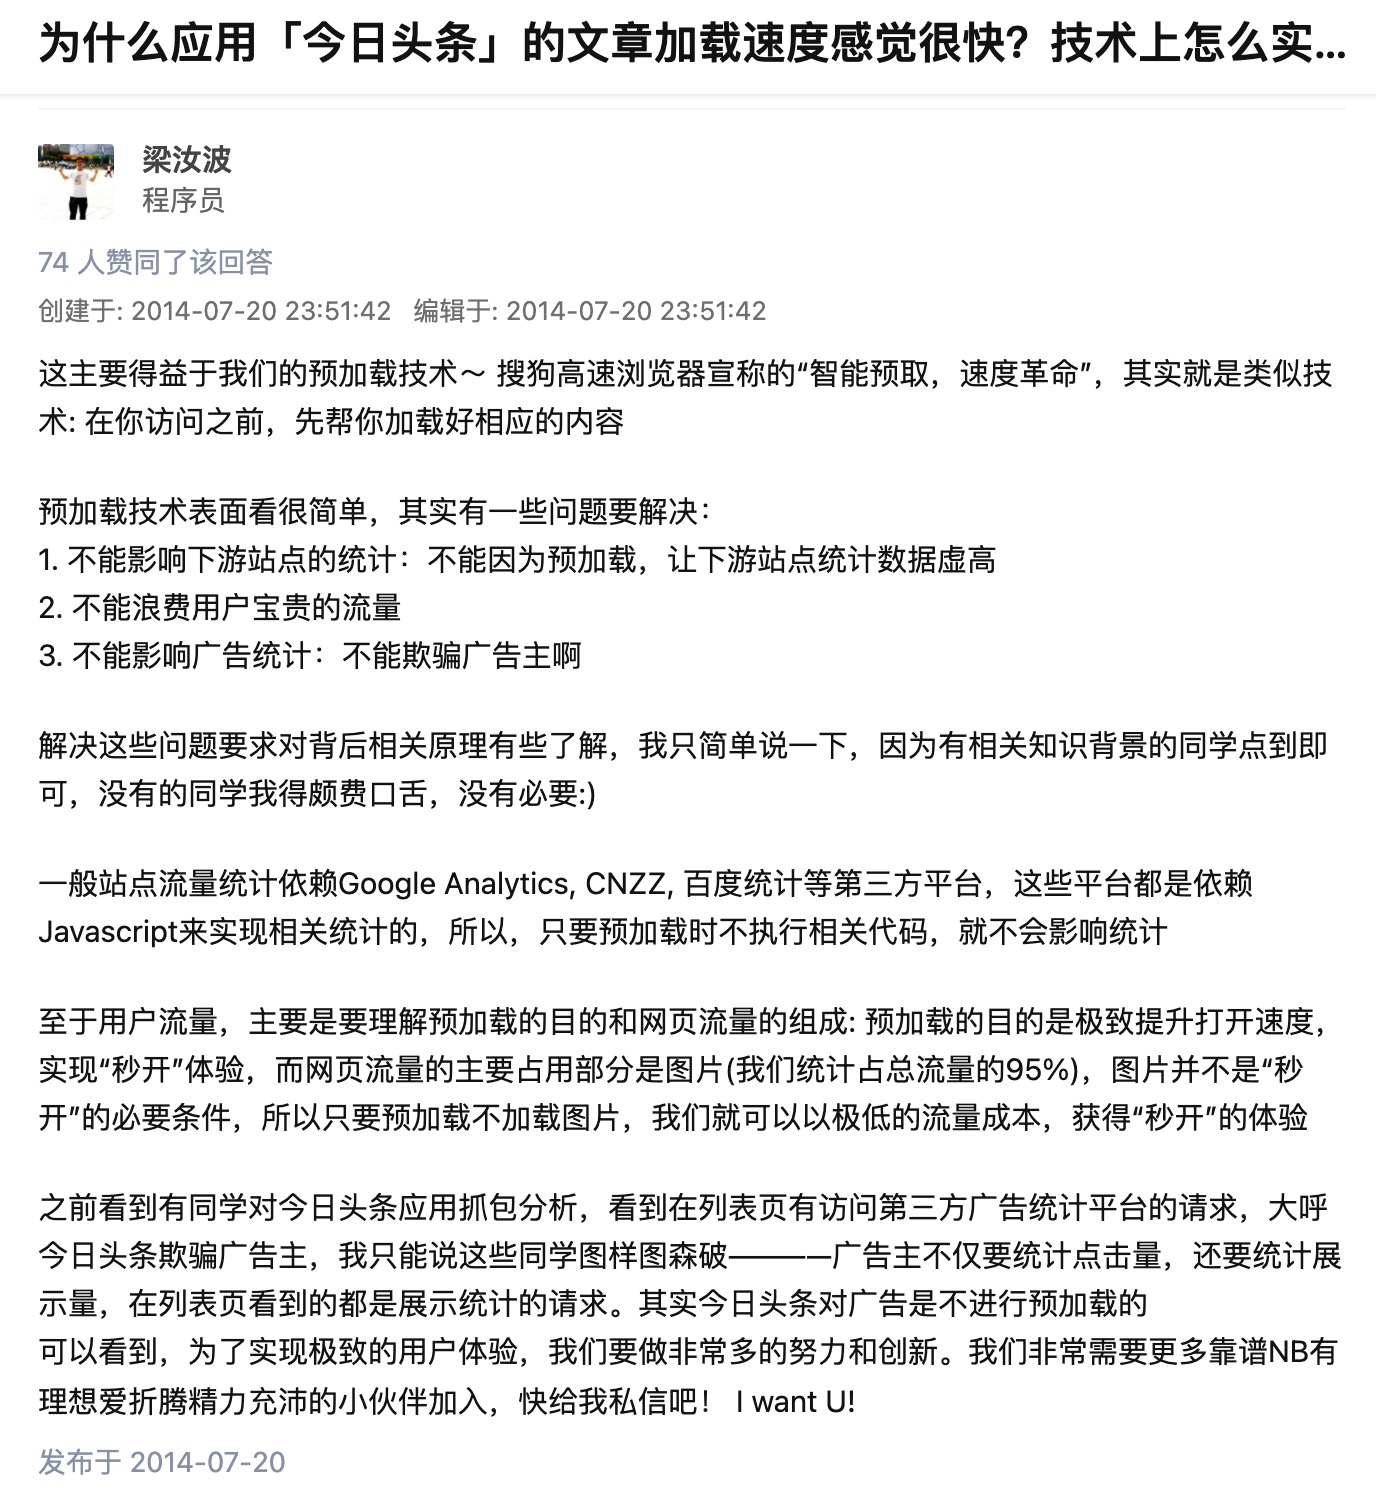 为什么应用「今日头条」的文章加载速度感觉很快？技术上怎么实...
梁汝波
程序员
74 人赞同了该回答
创建于: 2014-07-20 23:51:42 编辑于: 2014-07-20 23:51:42
这主要得益于我们的预加载技术～ 搜狗高速浏览器宣称的“智能预取，速度革命”，其实就是类似技
术: 在你访问之前，先帮你加载好相应的内容
预加载技术表面看很简单，其实有一些问题要解决：
1. 不能影响下游站点的统计：不能因为预加载，让下游站点统计数据虚高
2. 不能浪费用户宝贵的流量
3. 不能影响广告统计：不能欺骗广告主啊
解决这些问题要求对背后相关原理有些了解，我只简单说一下，因为有相关知识背景的同学点到即
可，没有的同学我得颇费口舌，没有必要:)
一般站点流量统计依赖Google Analytics, CNZZ, 百度统计等第三方平台，这些平台都是依赖
Javascript来实现相关统计的，所以，只要预加载时不执行相关代码，就不会影响统计
至于用户流量，主要是要理解预加载的目的和网页流量的组成: 预加载的目的是极致提升打开速度，
实现“秒开”体验，而网页流量的主要占用部分是图片(我们统计占总流量的95%)，图片并不是“秒
开”的必要条件，所以只要预加载不加载图片，我们就可以以极低的流量成本，获得“秒开”的体验
之前看到有同学对今日头条应用抓包分析，看到在列表页有访问第三方广告统计平台的请求，大呼
今日头条欺骗广告主，我只能说这些同学图样图森破————广告主不仅要统计点击量，还要统计展
示量，在列表页看到的都是展示统计的请求。其实今日头条对广告是不进行预加载的
可以看到，为了实现极致的用户体验，我们要做非常多的努力和创新。我们非常需要更多靠谱NB有
理想爱折腾精力充沛的小伙伴加入，快给我私信吧！ I want U!
发布于 2014-07-20